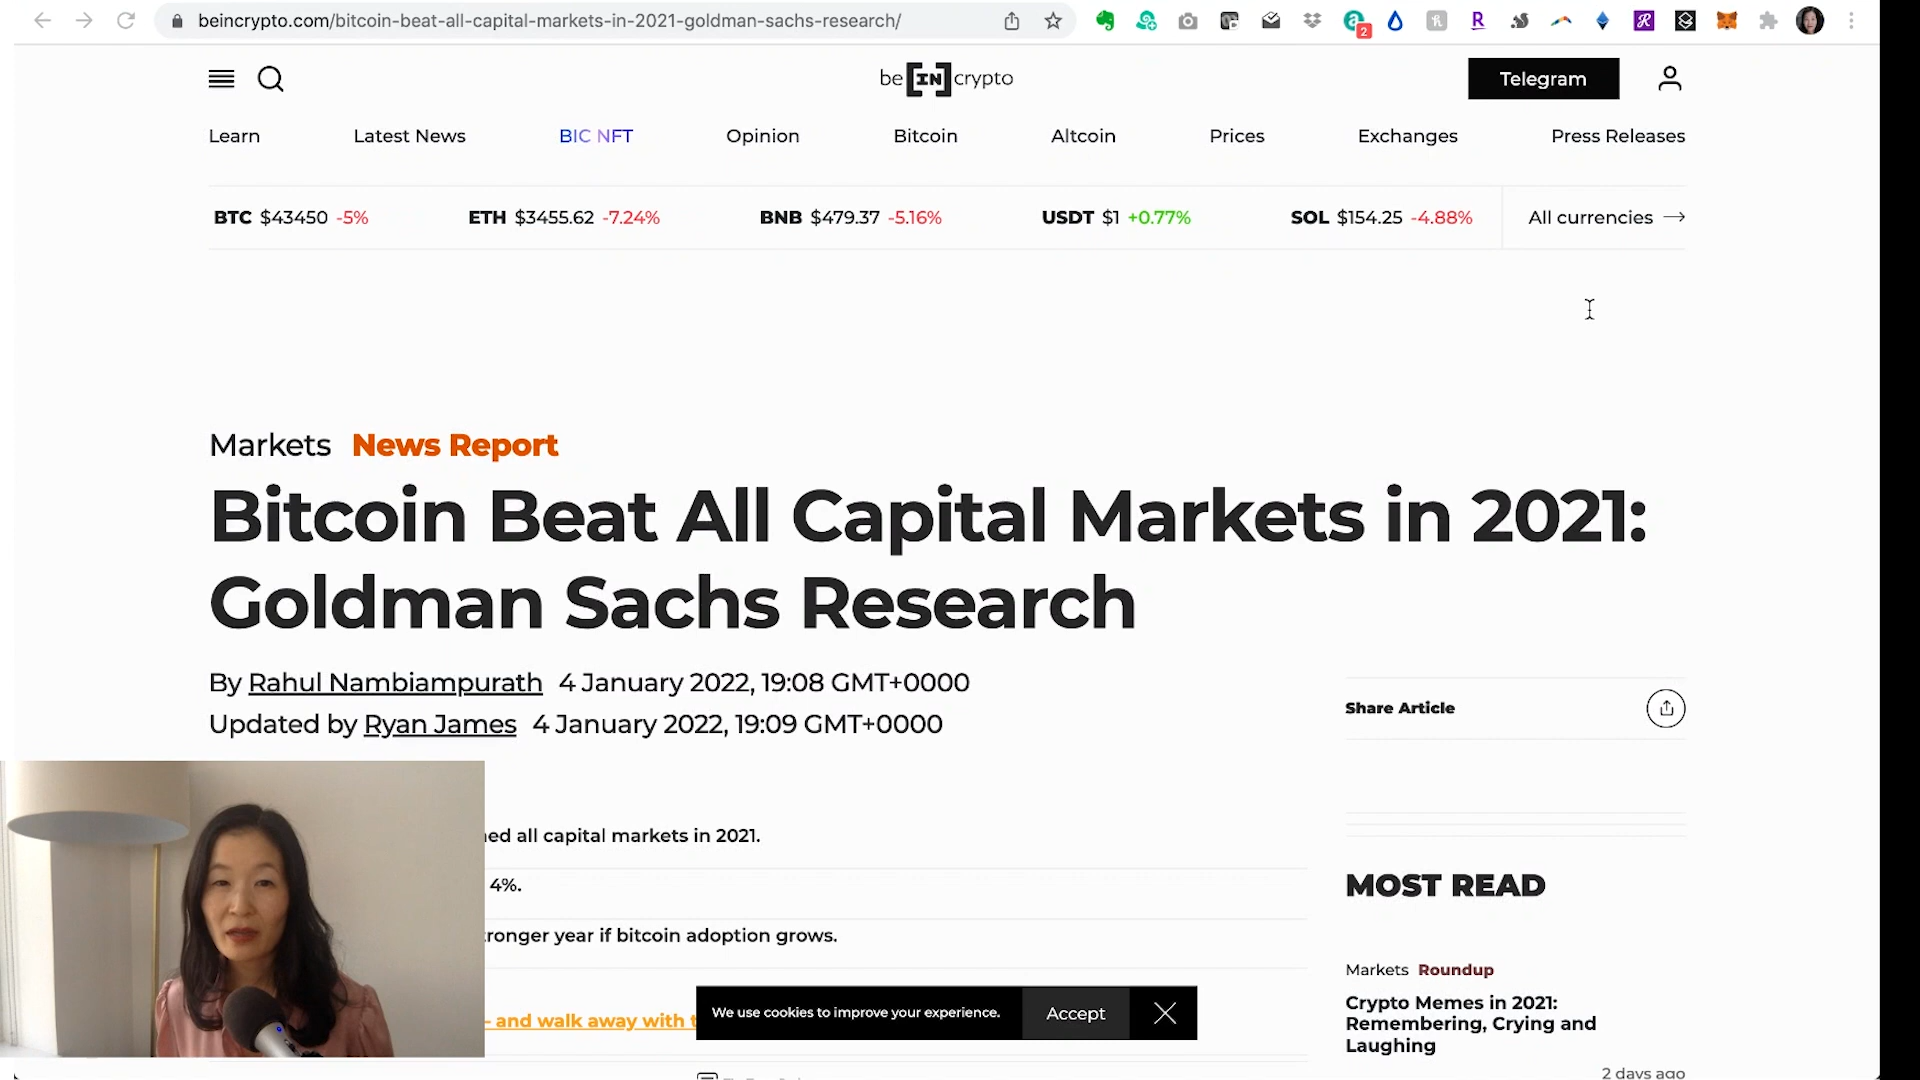 beincrypto.com/bitcoin-beat-all-capital-markets-in-2021-goldman-sachs-research/
2
be [IN] crypto
Telegram
Learn Latest News BIC NFT Opinion Bitcoin Altcoin Prices Exchanges Press Releases
BTC $43450 -5% ETH $3455.62 -7.24% BNB $479.37 -5.16% USDT $1 +0.77% SOL $154.25 -4.88% All currencies →
Markets News Report
Bitcoin Beat All Capital Markets in 2021:
Goldman Sachs Research
By Rahul Nambiampurath 4 January 2022, 19:08 GMT+0000
Updated by Ryan James 4 January 2022, 19:09 GMT+0000
Share Article
all capital markets in 2021.
4%.
year if bitcoin adoption grows.
- and walk away with
We use cookies to improve your experience. Accept
MOST READ
Markets Roundup
Crypto Memes in 2021:
Remembering, Crying and
Laughing
2 days ago